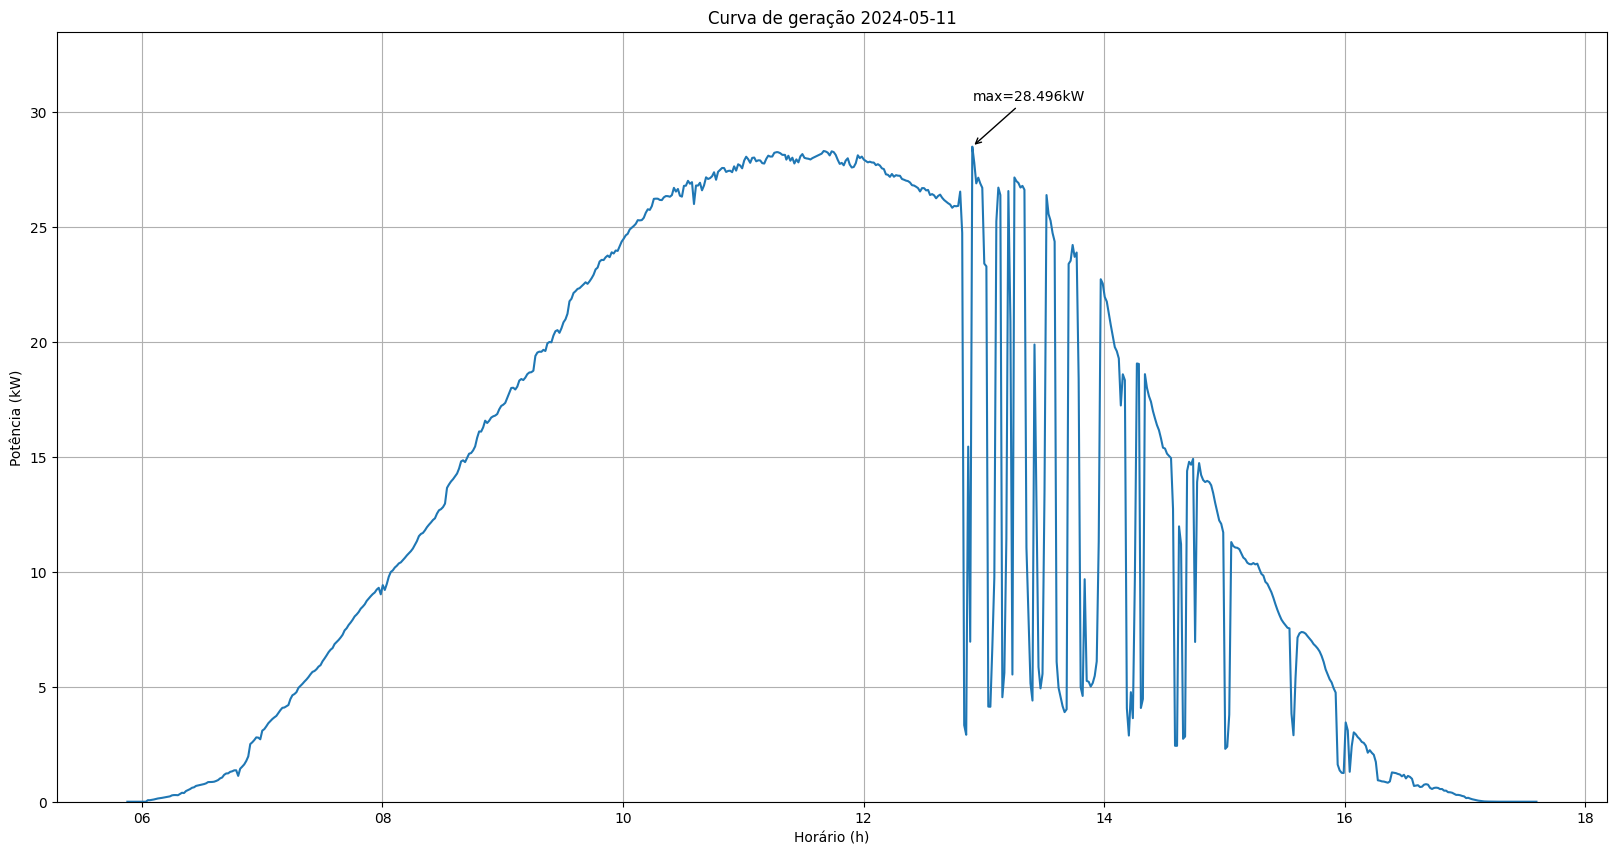 Curva de geração 2024-05-11
max=28.496kW
30
25
20
15
10
5
0
Potência (kW)
06 08 10 12 14 16 18
Horário (h)